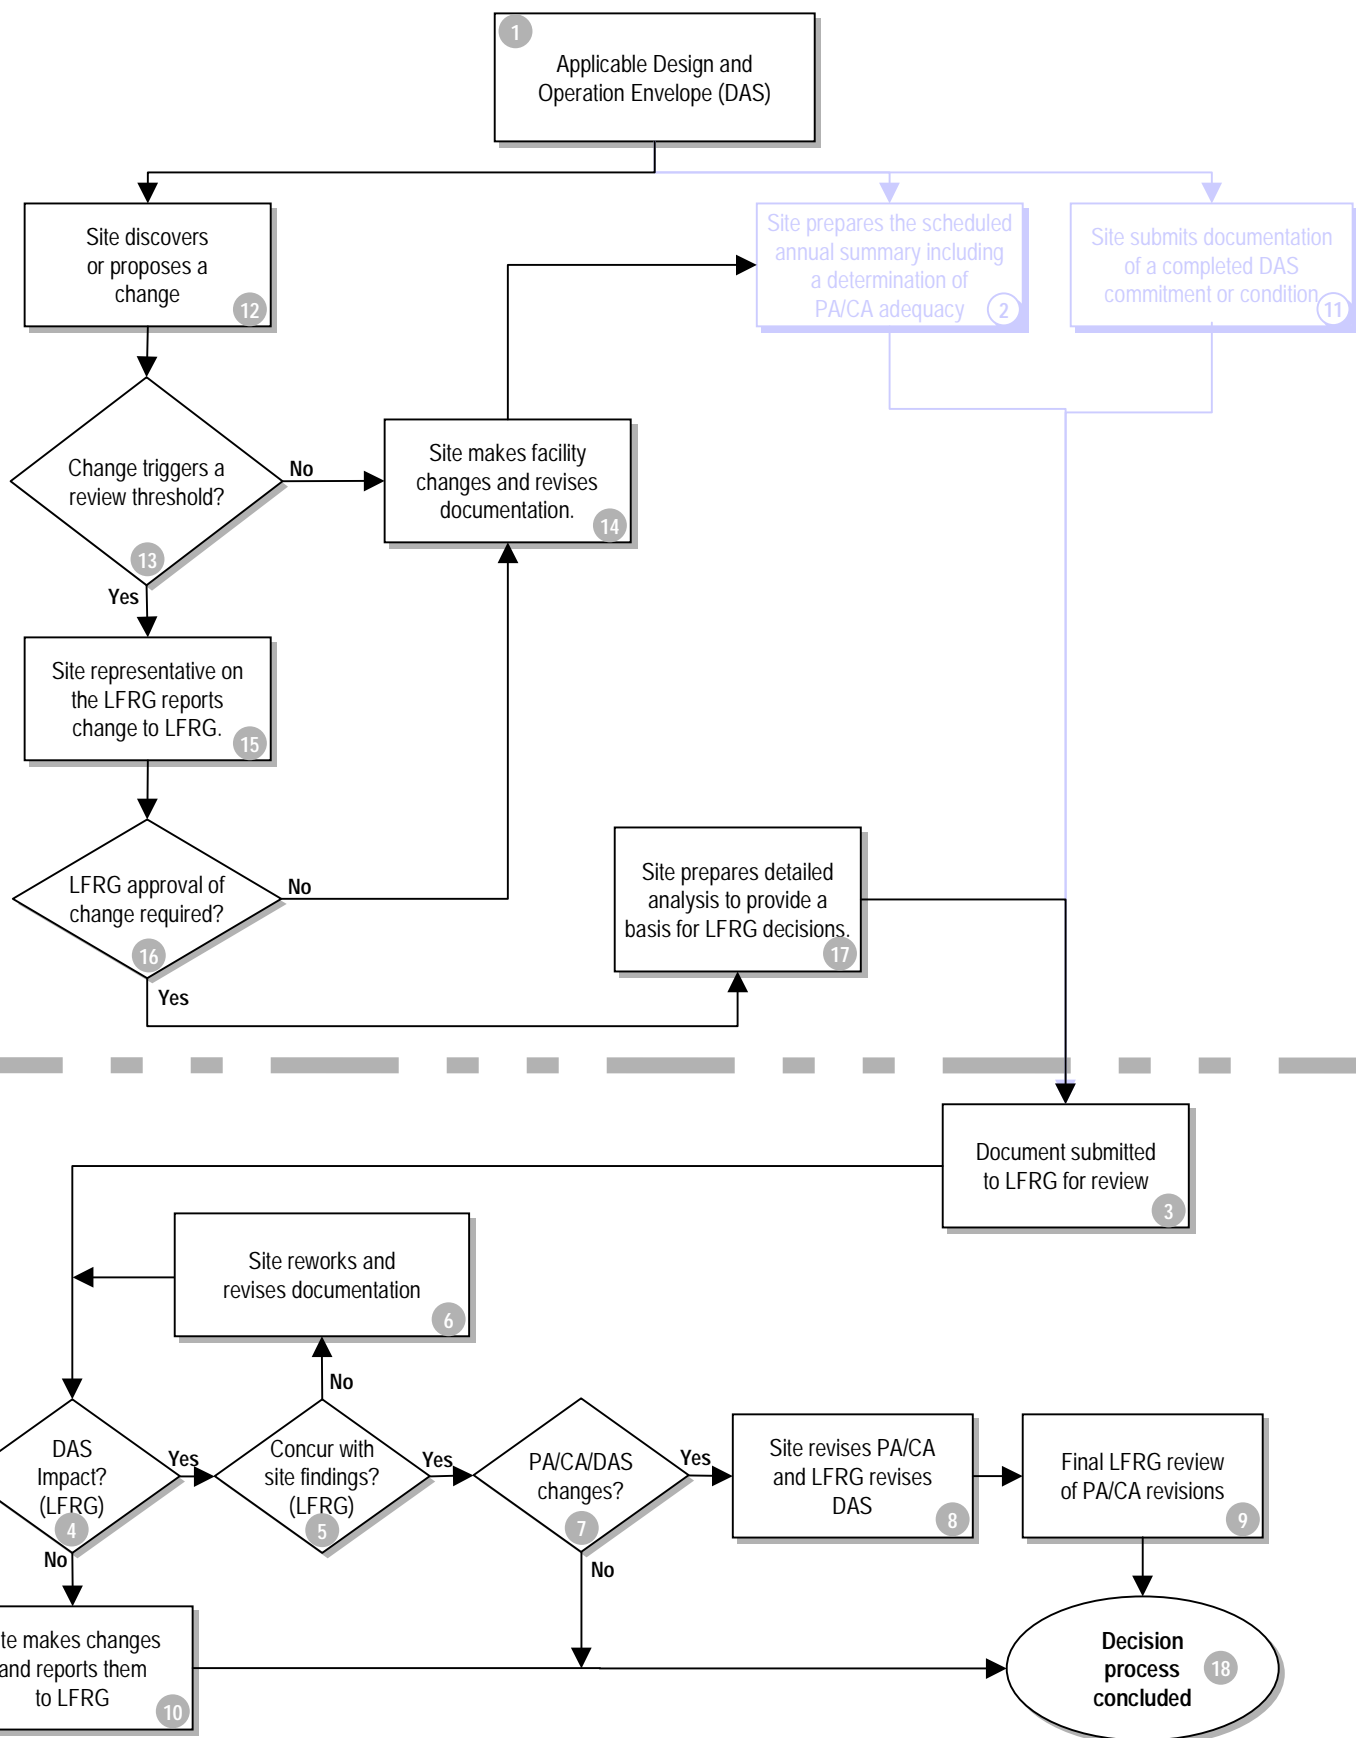 1
Applicable Design and
Operation Envelope (DAS)
Site discovers
or proposes a
change
12
Site prepares the scheduled
annual summary including
a determination of
PA/CA adequacy
2
Site submits documentation
of a completed DAS
commitment or condition
11
Change triggers a
review threshold?
13
No
Yes
Site makes facility
changes and revises
documentation.
14
Site representative on
the LFRG reports
change to LFRG.
15
LFRG approval of
change required?
16
No
Yes
Site prepares detailed
analysis to provide a
basis for LFRG decisions.
17
Document submitted
to LFRG for review
3
Site reworks and
revises documentation
6
No
DAS
Impact?
(LFRG)
4
Yes
No
Concur with
site findings?
(LFRG)
5
Yes
PA/CA/DAS
changes?
7
Yes
No
Site revises PA/CA
and LFRG revises
DAS
8
Final LFRG review
of PA/CA revisions
9
te makes changes
and reports them
to LFRG
10
Decision
process
concluded
18